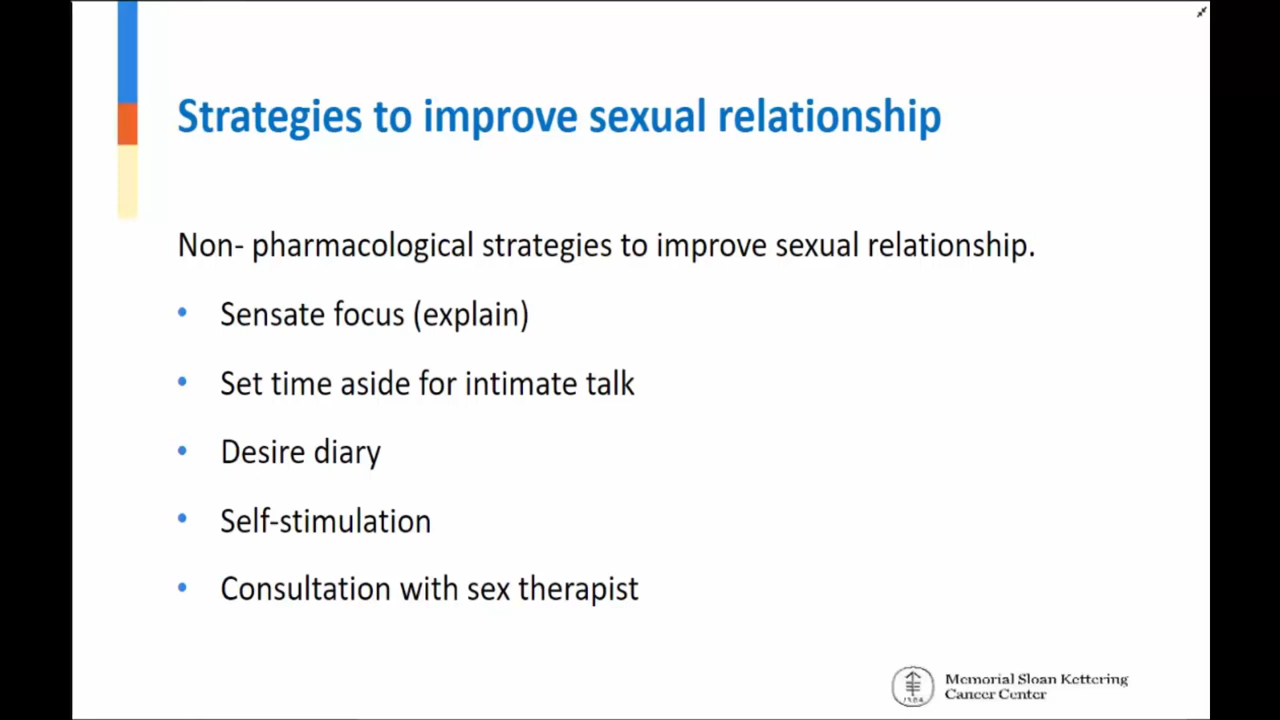 Strategies to improve sexual relationship
Non- pharmacological strategies to improve sexual relationship.
• Sensate focus (explain)
• Set time aside for intimate talk
• Desire diary
• Self-stimulation
• Consultation with sex therapist
Memorial Sloan Kettering
Cancer Center